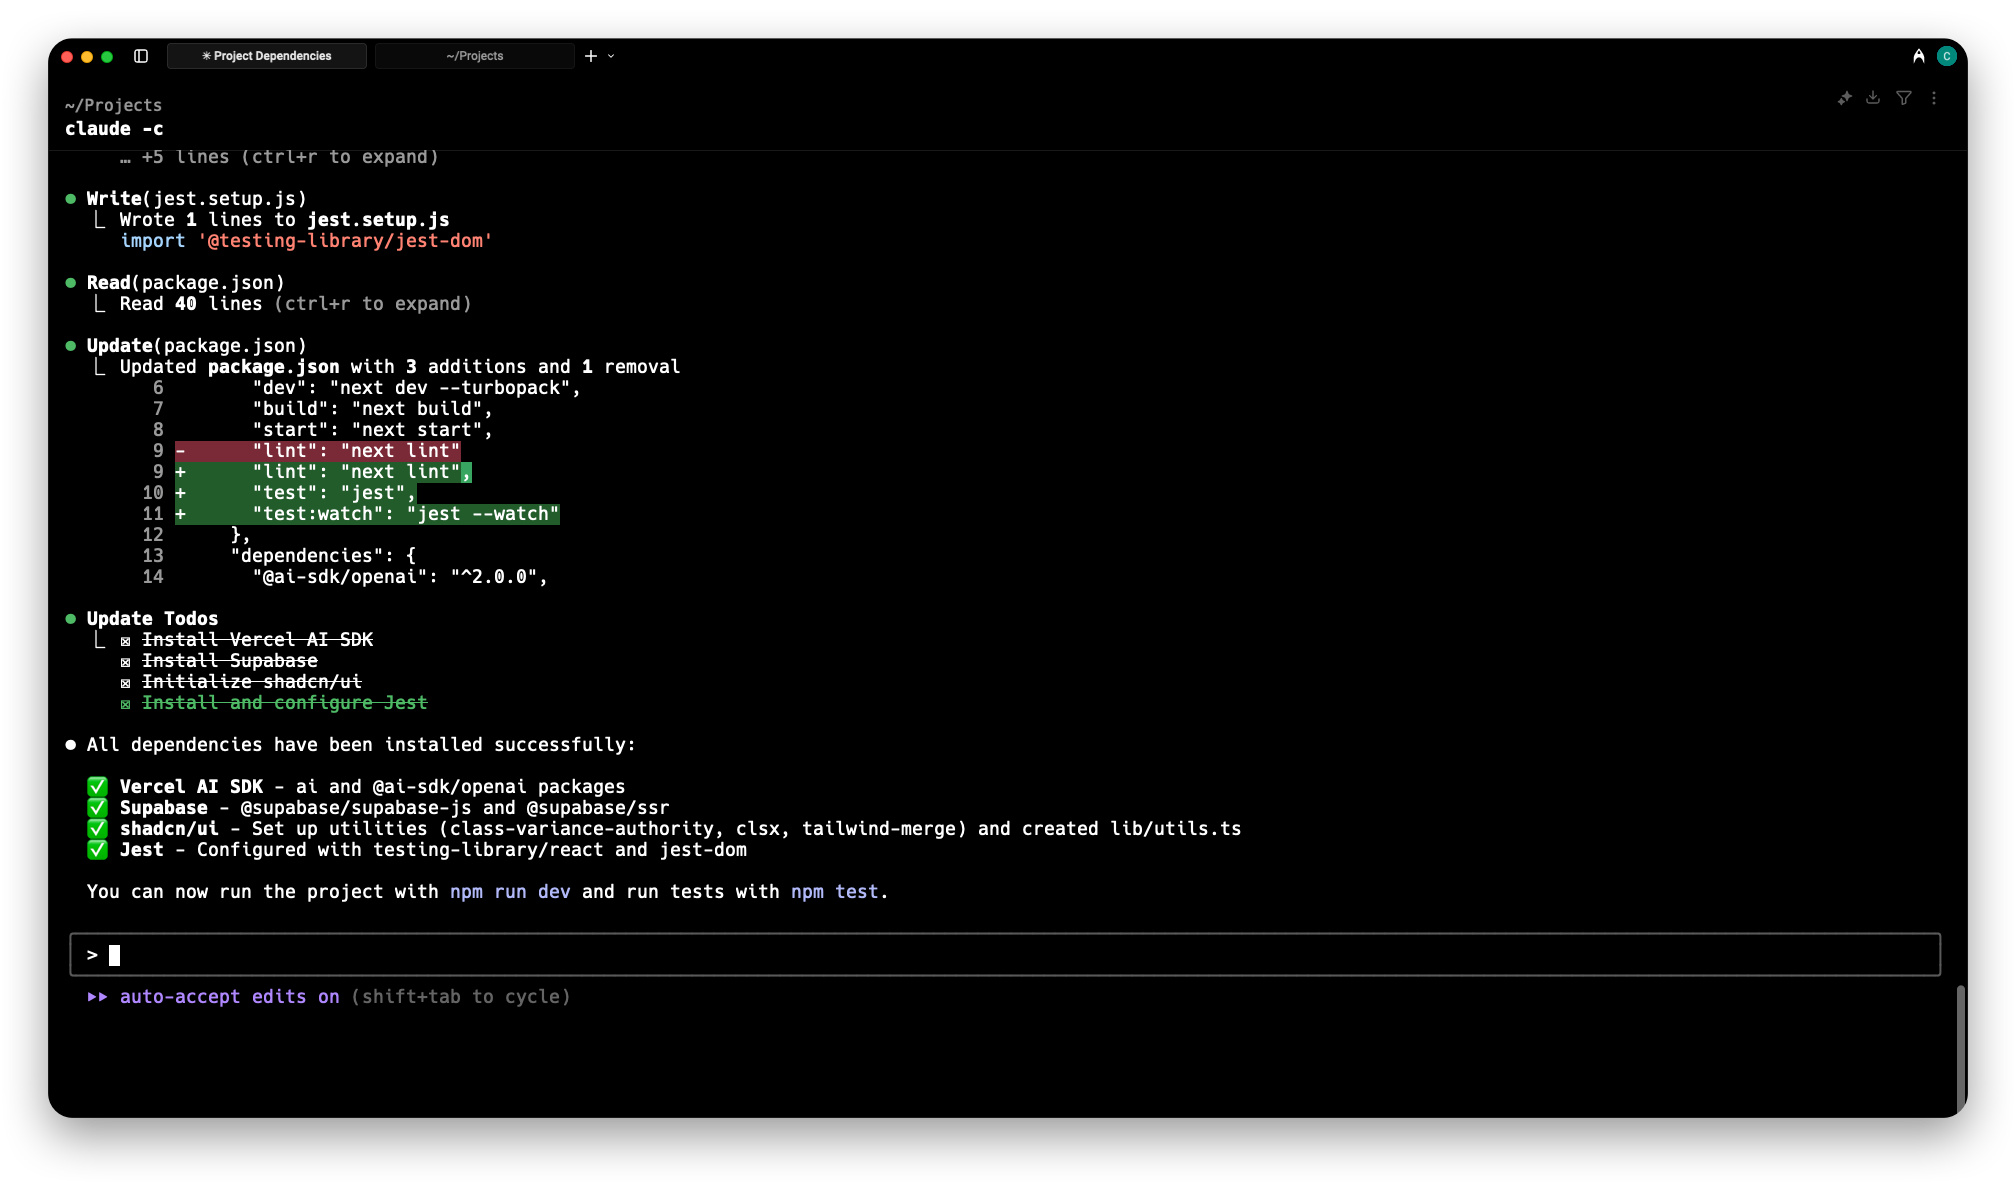 ✳ Project Dependencies
~/Projects
C
~/Projects
claude -c
… +5 lines (ctrl+r to expand)
● Write(jest.setup.js)
⎿ Wrote 1 lines to jest.setup.js
import '@testing-library/jest-dom'
● Read(package.json)
⎿ Read 40 lines (ctrl+r to expand)
● Update(package.json)
⎿ Updated package.json with 3 additions and 1 removal
6 "dev": "next dev --turbopack",
7 "build": "next build",
8 "start": "next start",
9 - "lint": "next lint"
9 + "lint": "next lint",
10 + "test": "jest",
11 + "test:watch": "jest --watch"
12 },
13 "dependencies": {
14 "@ai-sdk/openai": "^2.0.0",
● Update Todos
⎿ ☒ Install Vercel AI SDK
☒ Install Supabase
☒ Initialize shadcn/ui
☒ Install and configure Jest
● All dependencies have been installed successfully:
✅ Vercel AI SDK - ai and @ai-sdk/openai packages
✅ Supabase - @supabase/supabase-js and @supabase/ssr
✅ shadcn/ui - Set up utilities (class-variance-authority, clsx, tailwind-merge) and created lib/utils.ts
✅ Jest - Configured with testing-library/react and jest-dom
You can now run the project with npm run dev and run tests with npm test.
>
⏵⏵ auto-accept edits on (shift+tab to cycle)